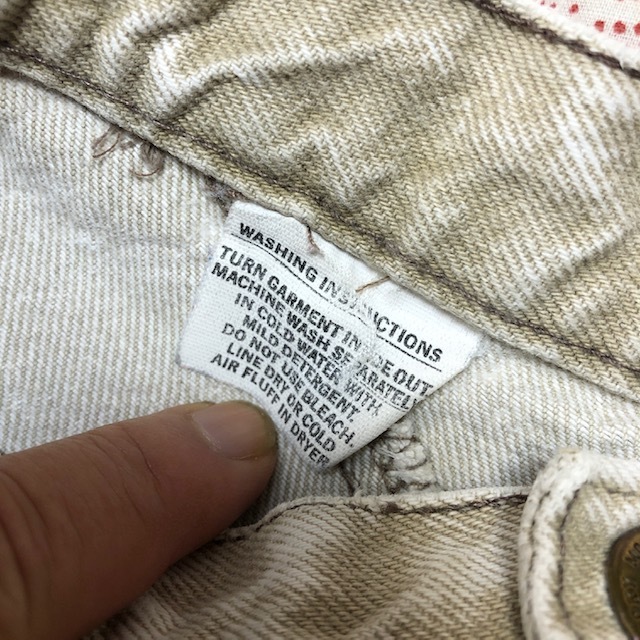 WASHING INSTRUCTIONS
TURN GARMENT INSIDE OUT
MACHINE WASH SEPARATELY
IN COLD WATER WITH
MILD DETERGENT
DO NOT USE BLEACH.
LINE DRY OR COLD
AIR FLUFF IN DRYER